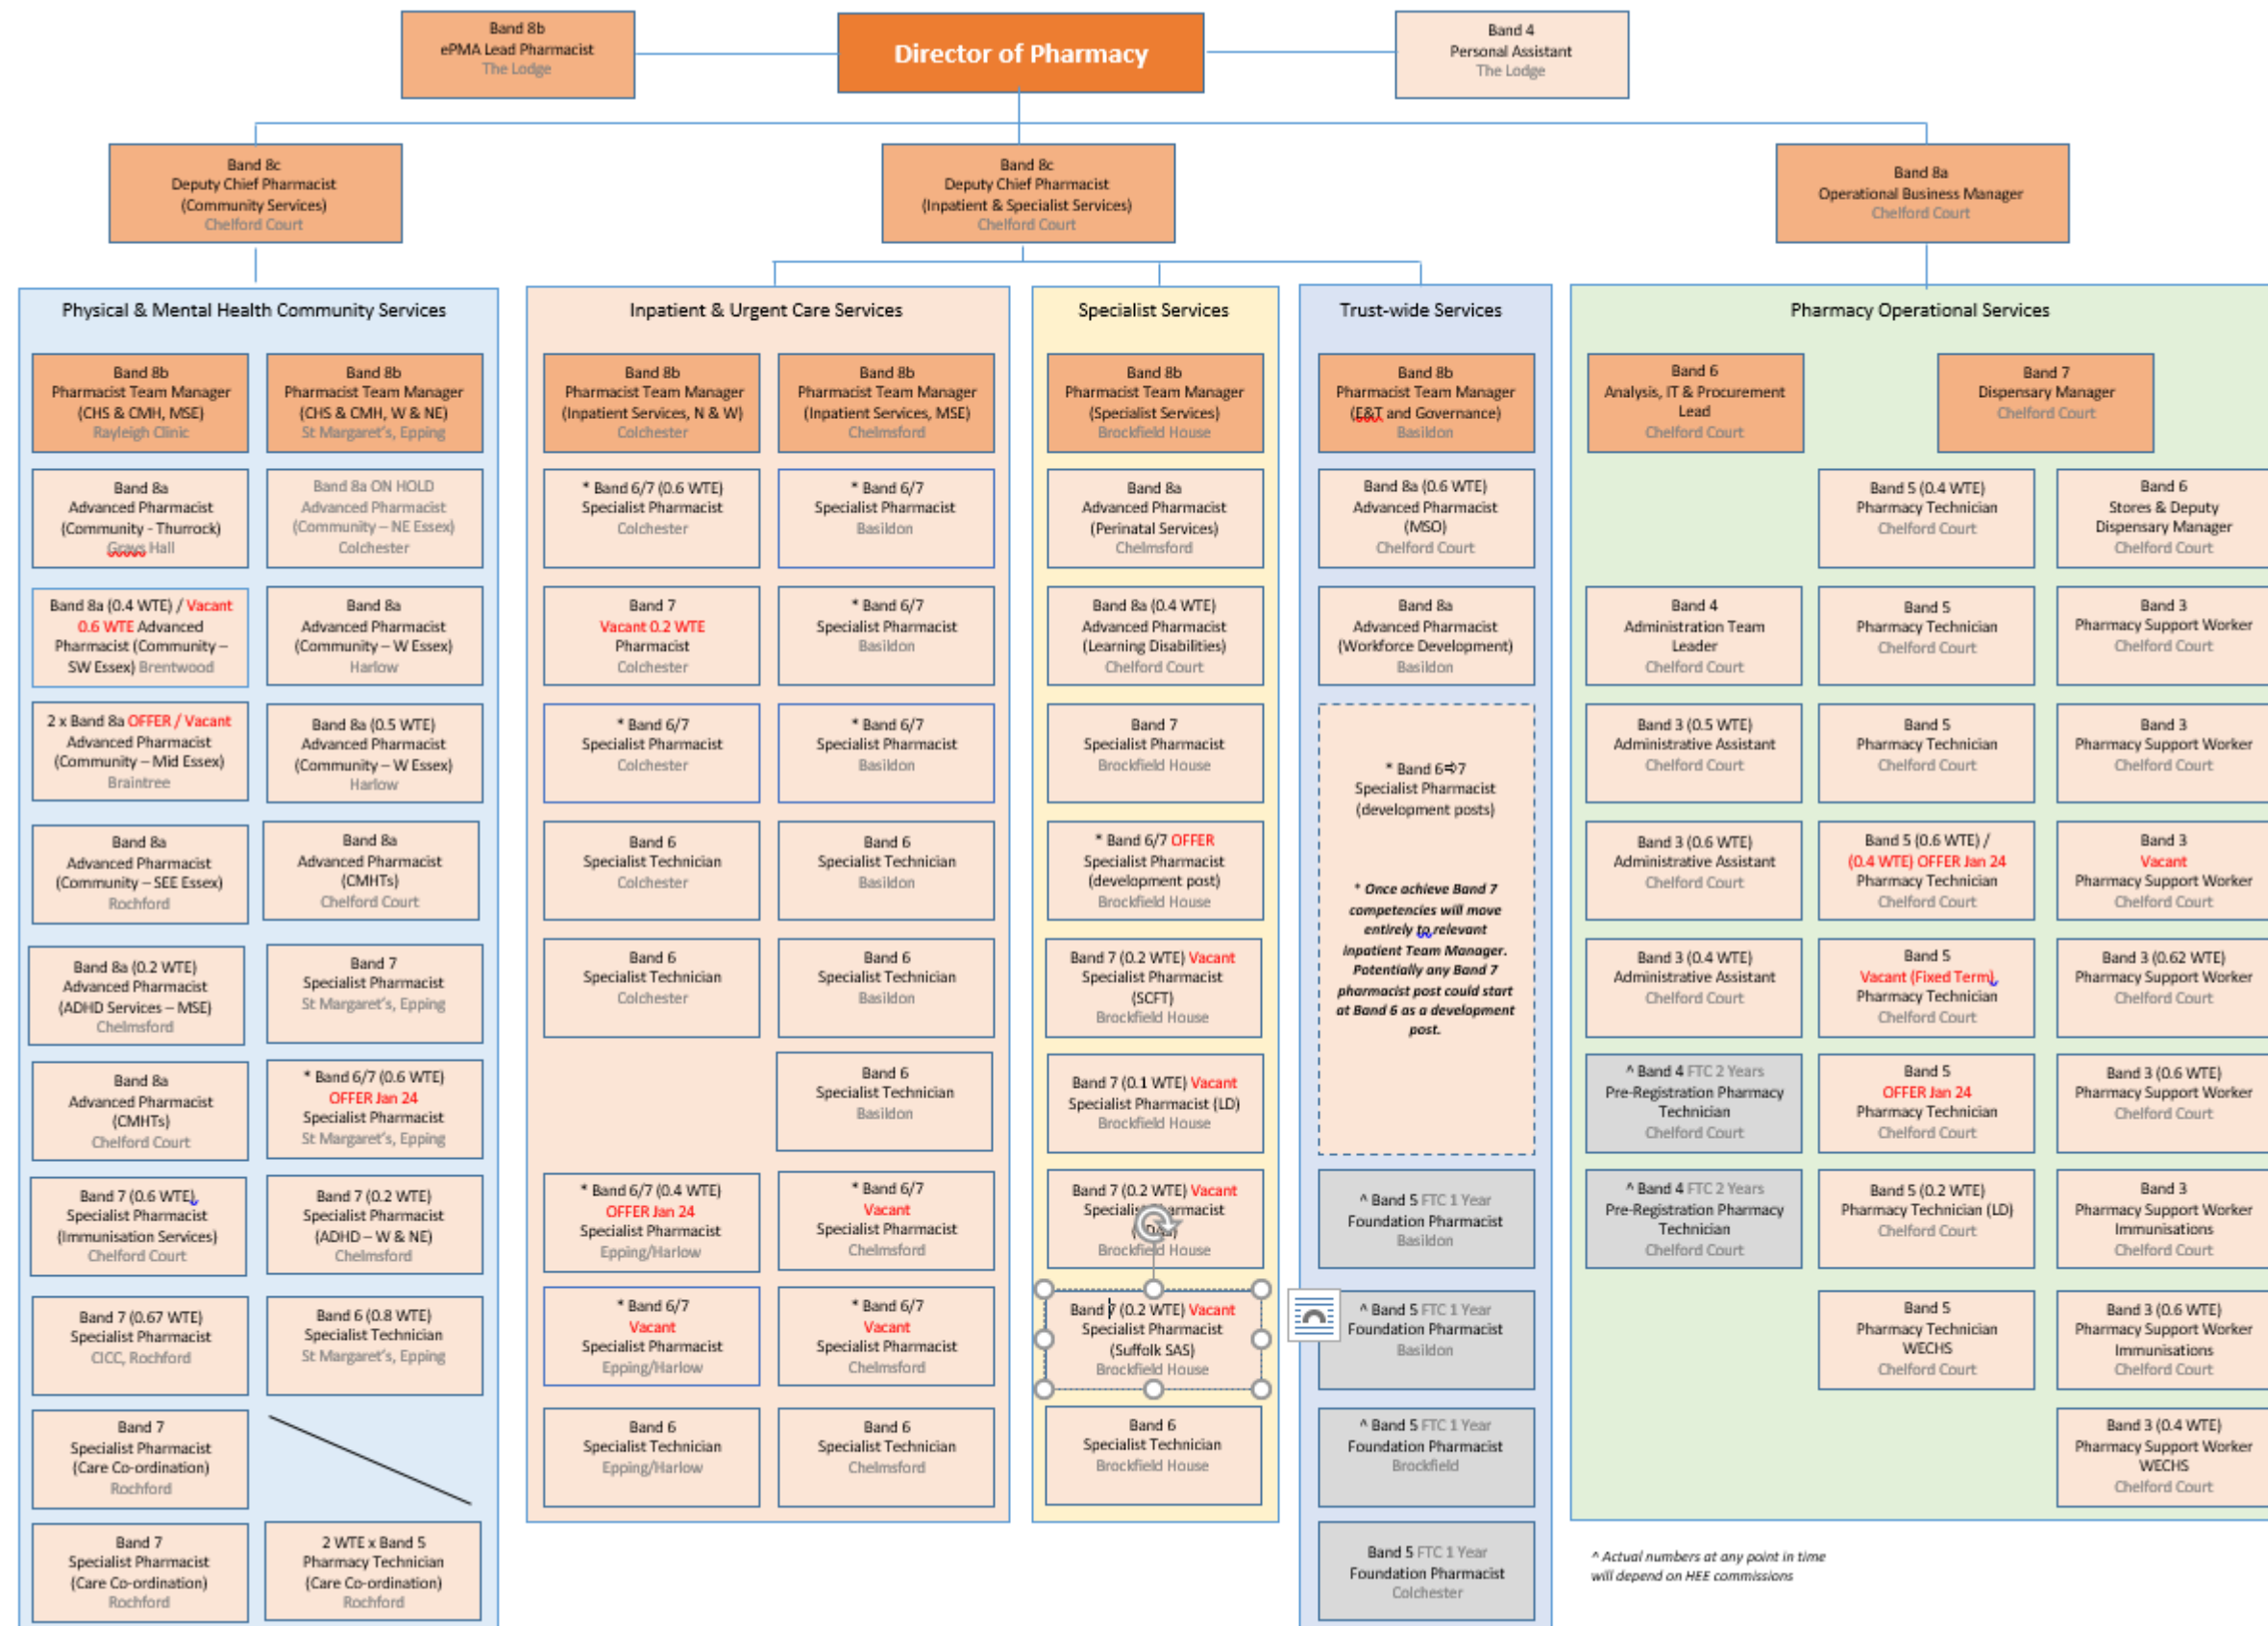 Band 8b
ePMA Lead Pharmacist
The Lodge
Director of Pharmacy
Band 4
Personal Assistant
The Lodge
Band 8c
Deputy Chief Pharmacist
(Community Services)
Chelford Court
Band 8c
Deputy Chief Pharmacist
(Inpatient & Specialist Services)
Chelford Court
Band 8a
Operational Business Manager
Chelford Court
Physical & Mental Health Community Services
Band 8b
Pharmacist Team Manager
(CHS & CMH, MSE)
Rayleigh Clinic
Band 8a
Advanced Pharmacist
(Community - Thurrock)
Grays Hall
Band 8a (0.4 WTE) / Vacant
0.6 WTE Advanced
Pharmacist (Community –
SW Essex) Brentwood
2 x Band 8a OFFER / Vacant
Advanced Pharmacist
(Community – Mid Essex)
Braintree
Band 8a
Advanced Pharmacist
(Community – SEE Essex)
Rochford
Band 8a (0.2 WTE)
Advanced Pharmacist
(ADHD Services – MSE)
Chelmsford
Band 8a
Advanced Pharmacist
(CMHTs)
Chelford Court
Band 7 (0.6 WTE)
Specialist Pharmacist
(Immunisation Services)
Chelford Court
Band 7 (0.67 WTE)
Specialist Pharmacist
CICC, Rochford
Band 7
Specialist Pharmacist
(Care Co-ordination)
Rochford
Band 7
Specialist Pharmacist
(Care Co-ordination)
Rochford
Band 8b
Pharmacist Team Manager
(CHS & CMH, W & NE)
St Margaret's, Epping
Band 8a ON HOLD
Advanced Pharmacist
(Community – NE Essex)
Colchester
Band 8a
Advanced Pharmacist
(Community – W Essex)
Harlow
Band 8a (0.5 WTE)
Advanced Pharmacist
(Community – W Essex)
Harlow
Band 8a
Advanced Pharmacist
(CMHTs)
Chelford Court
Band 7
Specialist Pharmacist
St Margaret's, Epping
* Band 6/7 (0.6 WTE)
OFFER Jan 24
Specialist Pharmacist
St Margaret's, Epping
Band 7 (0.2 WTE)
Specialist Pharmacist
(ADHD – W & NE)
Chelmsford
Band 6 (0.8 WTE)
Specialist Technician
St Margaret's, Epping
2 WTE x Band 5
Pharmacy Technician
(Care Co-ordination)
Rochford
Inpatient & Urgent Care Services
Band 8b
Pharmacist Team Manager
(Inpatient Services, N & W)
Colchester
* Band 6/7 (0.6 WTE)
Specialist Pharmacist
Colchester
Band 7
Vacant 0.2 WTE
Pharmacist
Colchester
* Band 6/7
Specialist Pharmacist
Colchester
Band 6
Specialist Technician
Colchester
Band 6
Specialist Technician
Colchester
* Band 6/7 (0.4 WTE)
OFFER Jan 24
Specialist Pharmacist
Epping/Harlow
* Band 6/7
Vacant
Specialist Pharmacist
Epping/Harlow
Band 6
Specialist Technician
Epping/Harlow
Band 8b
Pharmacist Team Manager
(Inpatient Services, MSE)
Chelmsford
* Band 6/7
Specialist Pharmacist
Basildon
* Band 6/7
Specialist Pharmacist
Basildon
* Band 6/7
Specialist Pharmacist
Basildon
Band 6
Specialist Technician
Basildon
Band 6
Specialist Technician
Basildon
Band 6
Specialist Technician
Basildon
* Band 6/7
Vacant
Specialist Pharmacist
Chelmsford
* Band 6/7
Vacant
Specialist Pharmacist
Chelmsford
Band 6
Specialist Technician
Chelmsford
Specialist Services
Band 8b
Pharmacist Team Manager
(Specialist Services)
Brockfield House
Band 8a
Advanced Pharmacist
(Perinatal Services)
Chelmsford
Band 8a (0.4 WTE)
Advanced Pharmacist
(Learning Disabilities)
Chelford Court
Band 7
Specialist Pharmacist
Brockfield House
* Band 6/7 OFFER
Specialist Pharmacist
(development post)
Brockfield House
Band 7 (0.2 WTE) Vacant
Specialist Pharmacist
(SCFT)
Brockfield House
Band 7 (0.1 WTE) Vacant
Specialist Pharmacist (LD)
Brockfield House
Band 7 (0.2 WTE) Vacant
Specialist Pharmacist
Brockfield House
Band 7 (0.2 WTE) Vacant
Specialist Pharmacist
(Suffolk SAS)
Brockfield House
Band 6
Specialist Technician
Brockfield House
Trust-wide Services
Band 8b
Pharmacist Team Manager
(E&T and Governance)
Basildon
Band 8a (0.6 WTE)
Advanced Pharmacist
(MSO)
Chelford Court
Band 8a
Advanced Pharmacist
(Workforce Development)
Basildon
* Band 6⇨7
Specialist Pharmacist
(development posts)
* Once achieve Band 7
competencies will move
entirely to relevant
Inpatient Team Manager.
Potentially any Band 7
pharmacist post could start
at Band 6 as a development
post.
^ Band 5 FTC 1 Year
Foundation Pharmacist
Basildon
^ Band 5 FTC 1 Year
Foundation Pharmacist
Basildon
^ Band 5 FTC 1 Year
Foundation Pharmacist
Brockfield
Band 5 FTC 1 Year
Foundation Pharmacist
Colchester
Pharmacy Operational Services
Band 6
Analysis, IT & Procurement
Lead
Chelford Court
Band 7
Dispensary Manager
Chelford Court
Band 4
Administration Team
Leader
Chelford Court
Band 3 (0.5 WTE)
Administrative Assistant
Chelford Court
Band 3 (0.6 WTE)
Administrative Assistant
Chelford Court
Band 3 (0.4 WTE)
Administrative Assistant
Chelford Court
^ Band 4 FTC 2 Years
Pre-Registration Pharmacy
Technician
Chelford Court
^ Band 4 FTC 2 Years
Pre-Registration Pharmacy
Technician
Chelford Court
Band 5 (0.4 WTE)
Pharmacy Technician
Chelford Court
Band 5
Pharmacy Technician
Chelford Court
Band 5
Pharmacy Technician
Chelford Court
Band 5 (0.6 WTE) /
(0.4 WTE) OFFER Jan 24
Pharmacy Technician
Chelford Court
Band 5
Vacant (Fixed Term)
Pharmacy Technician
Chelford Court
Band 5
OFFER Jan 24
Pharmacy Technician
Chelford Court
Band 5 (0.2 WTE)
Pharmacy Technician (LD)
Chelford Court
Band 5
Pharmacy Technician
WECHS
Chelford Court
Band 6
Stores & Deputy
Dispensary Manager
Chelford Court
Band 3
Pharmacy Support Worker
Chelford Court
Band 3
Pharmacy Support Worker
Chelford Court
Band 3
Vacant
Pharmacy Support Worker
Chelford Court
Band 3 (0.62 WTE)
Pharmacy Support Worker
Chelford Court
Band 3 (0.6 WTE)
Pharmacy Support Worker
Chelford Court
Band 3
Pharmacy Support Worker
Immunisations
Chelford Court
Band 3 (0.6 WTE)
Pharmacy Support Worker
Immunisations
Chelford Court
Band 3 (0.4 WTE)
Pharmacy Support Worker
WECHS
Chelford Court
^ Actual numbers at any point in time
will depend on HEE commissions